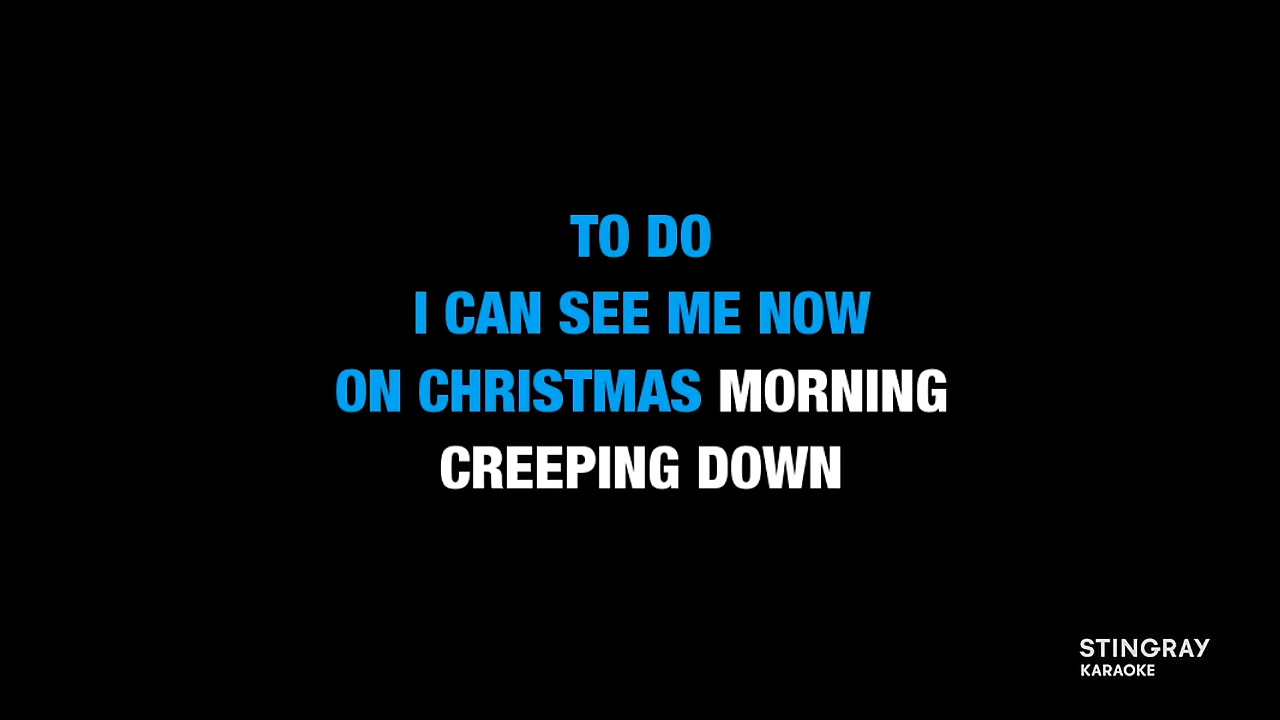 TO DO
I CAN SEE ME NOW
ON CHRISTMAS MORNING
CREEPING DOWN
STINGRAY
KARAOKE